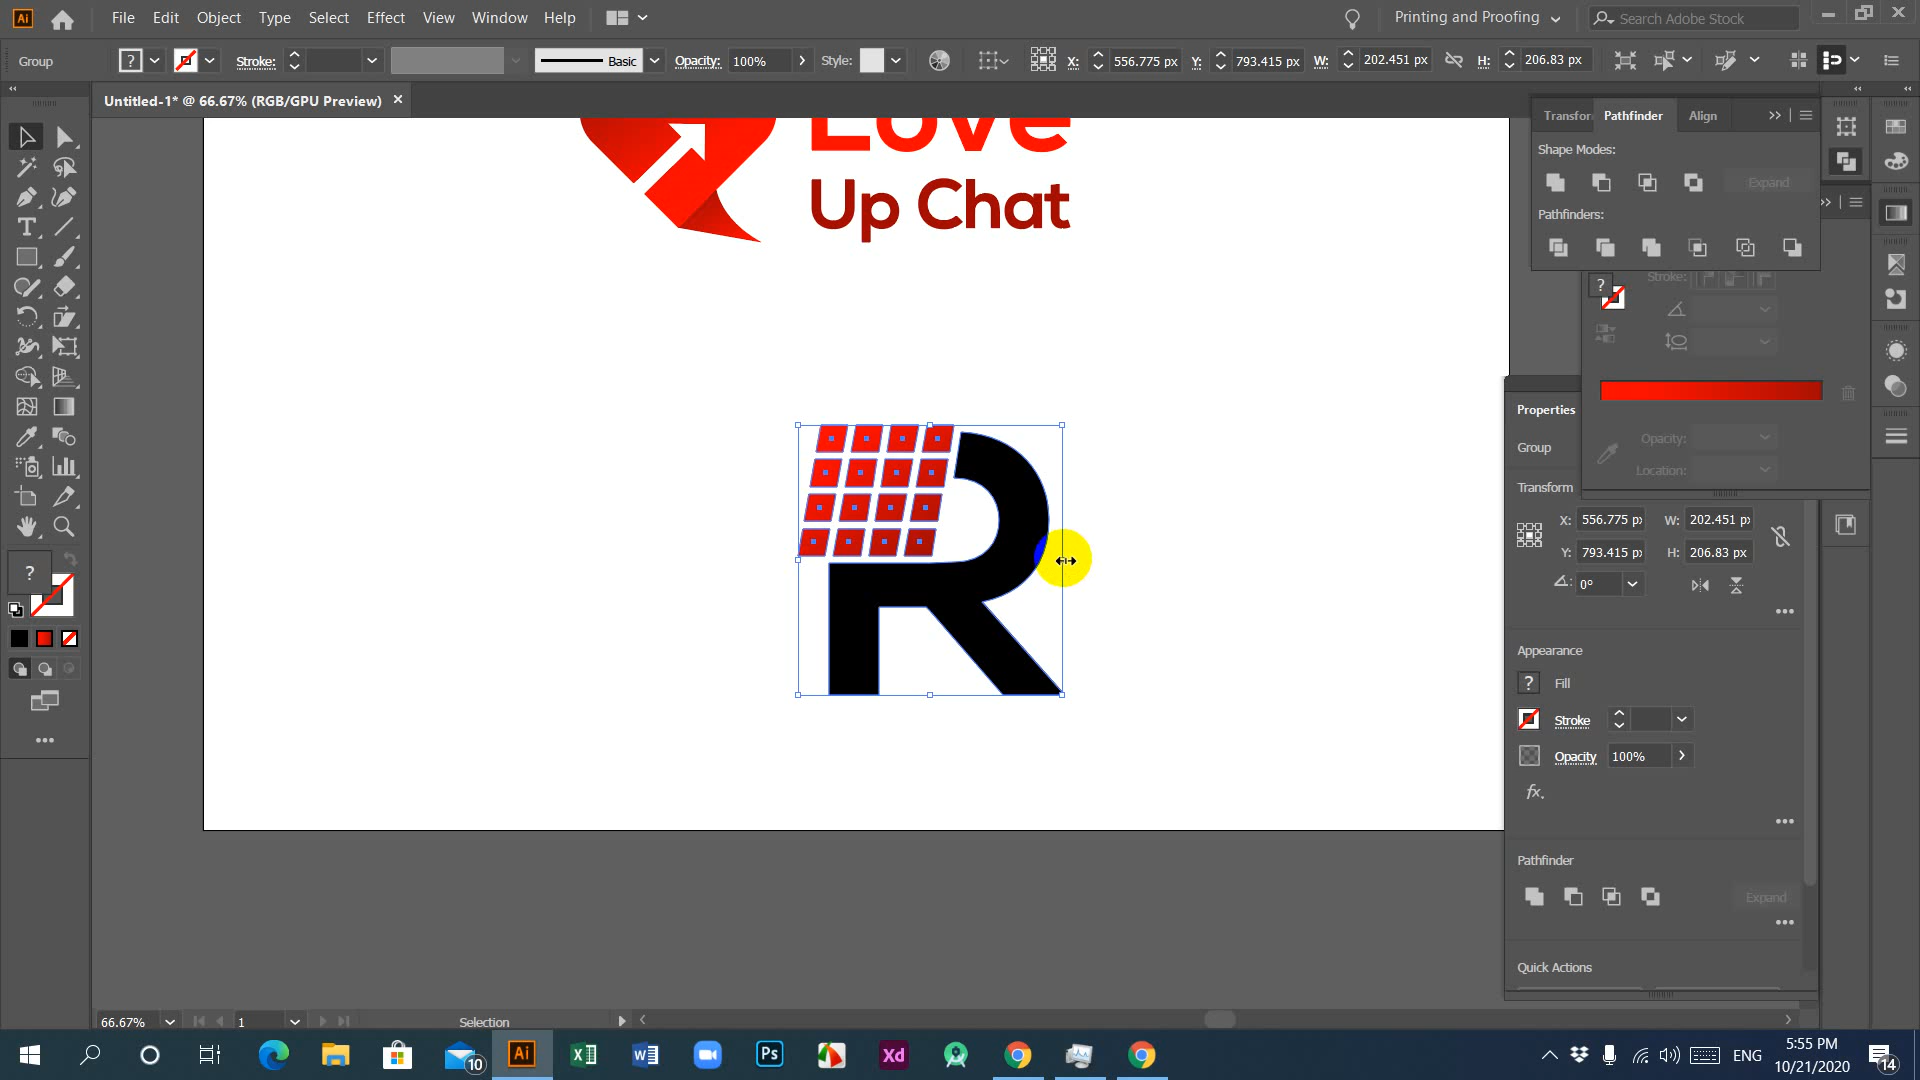 File Edit Object Type Select Effect View Window Help
Printing and Proofing
Search Adobe Stock
Group
Stroke:
Basic
Opacity: 100%
Style:
X: 556.775 px Y: 793.415 px W: 202.451 px H: 206.83 px
Untitled-1* @ 66.67% (RGB/GPU Preview)
Transfor Pathfinder Align
Shape Modes:
Expand
Pathfinders:
Love
Up Chat
Stroke:
Properties
Group
Opacity:
Location:
Transform
X: 556.775 px W: 202.451 px
Y: 793.415 px H: 206.83 px
0°
R
Appearance
? Fill
Stroke
Opacity 100%
fx.
Pathfinder
Expand
Quick Actions
66.67% 1 Selection
10
ENG
5:55 PM
10/21/2020
14